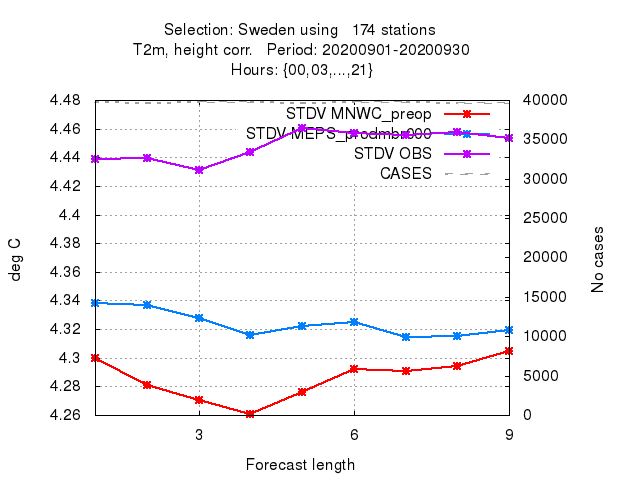 Selection: Sweden using   174 stations
T2m, height corr.   Period: 20200901-20200930
Hours: {00,03,...,21}
4.48
4.46
4.44
4.42
4.4
4.38
4.36
4.34
4.32
4.3
4.28
4.26
deg C
STDV MNWC_preop
STDV MEPS_prodmbr000
STDV OBS
CASES
40000
35000
30000
25000
20000
15000
10000
5000
0
No cases
3
6
9
Forecast length